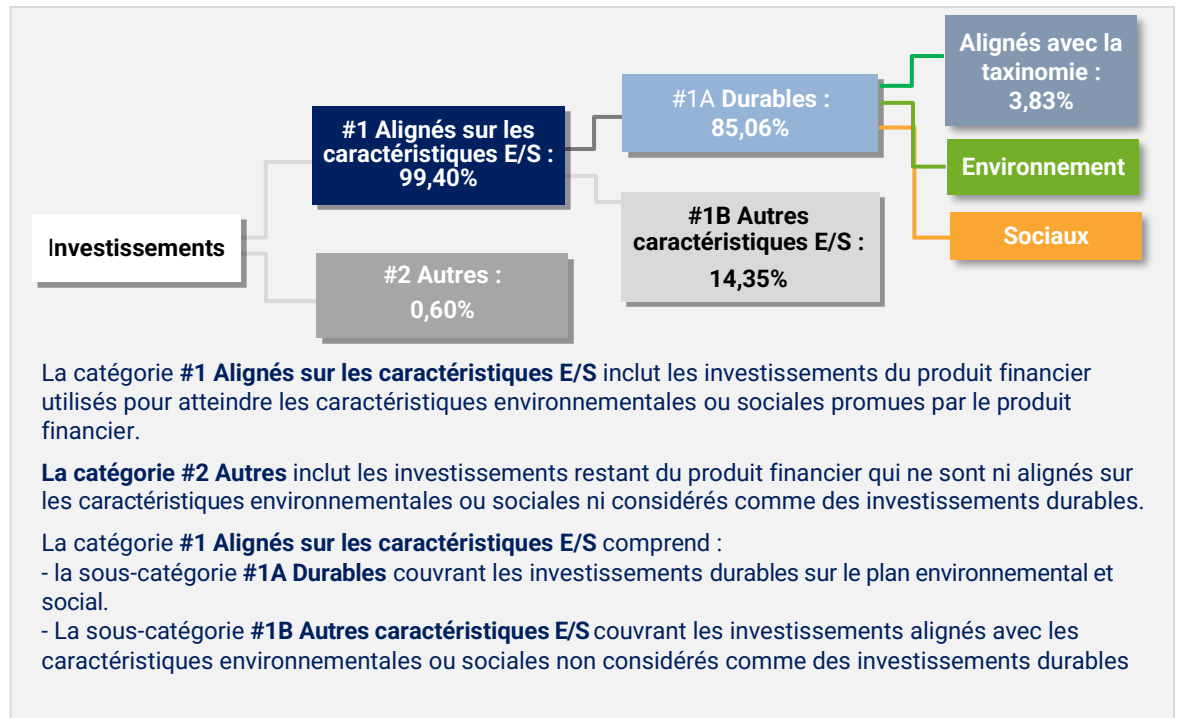 Investissements
#1 Alignés sur les
caractéristiques E/S :
99,40%
#2 Autres :
0,60%
#1A Durables :
85,06%
#1B Autres
caractéristiques E/S :
14,35%
Alignés avec la
taxinomie :
3,83%
Environnement
Sociaux
La catégorie #1 Alignés sur les caractéristiques E/S inclut les investissements du produit financier
utilisés pour atteindre les caractéristiques environnementales ou sociales promues par le produit
financier.
La catégorie #2 Autres inclut les investissements restant du produit financier qui ne sont ni alignés sur
les caractéristiques environnementales ou sociales ni considérés comme des investissements durables.
La catégorie #1 Alignés sur les caractéristiques E/S comprend :
- la sous-catégorie #1A Durables couvrant les investissements durables sur le plan environnemental et
social.
- La sous-catégorie #1B Autres caractéristiques E/S couvrant les investissements alignés avec les
caractéristiques environnementales ou sociales non considérés comme des investissements durables